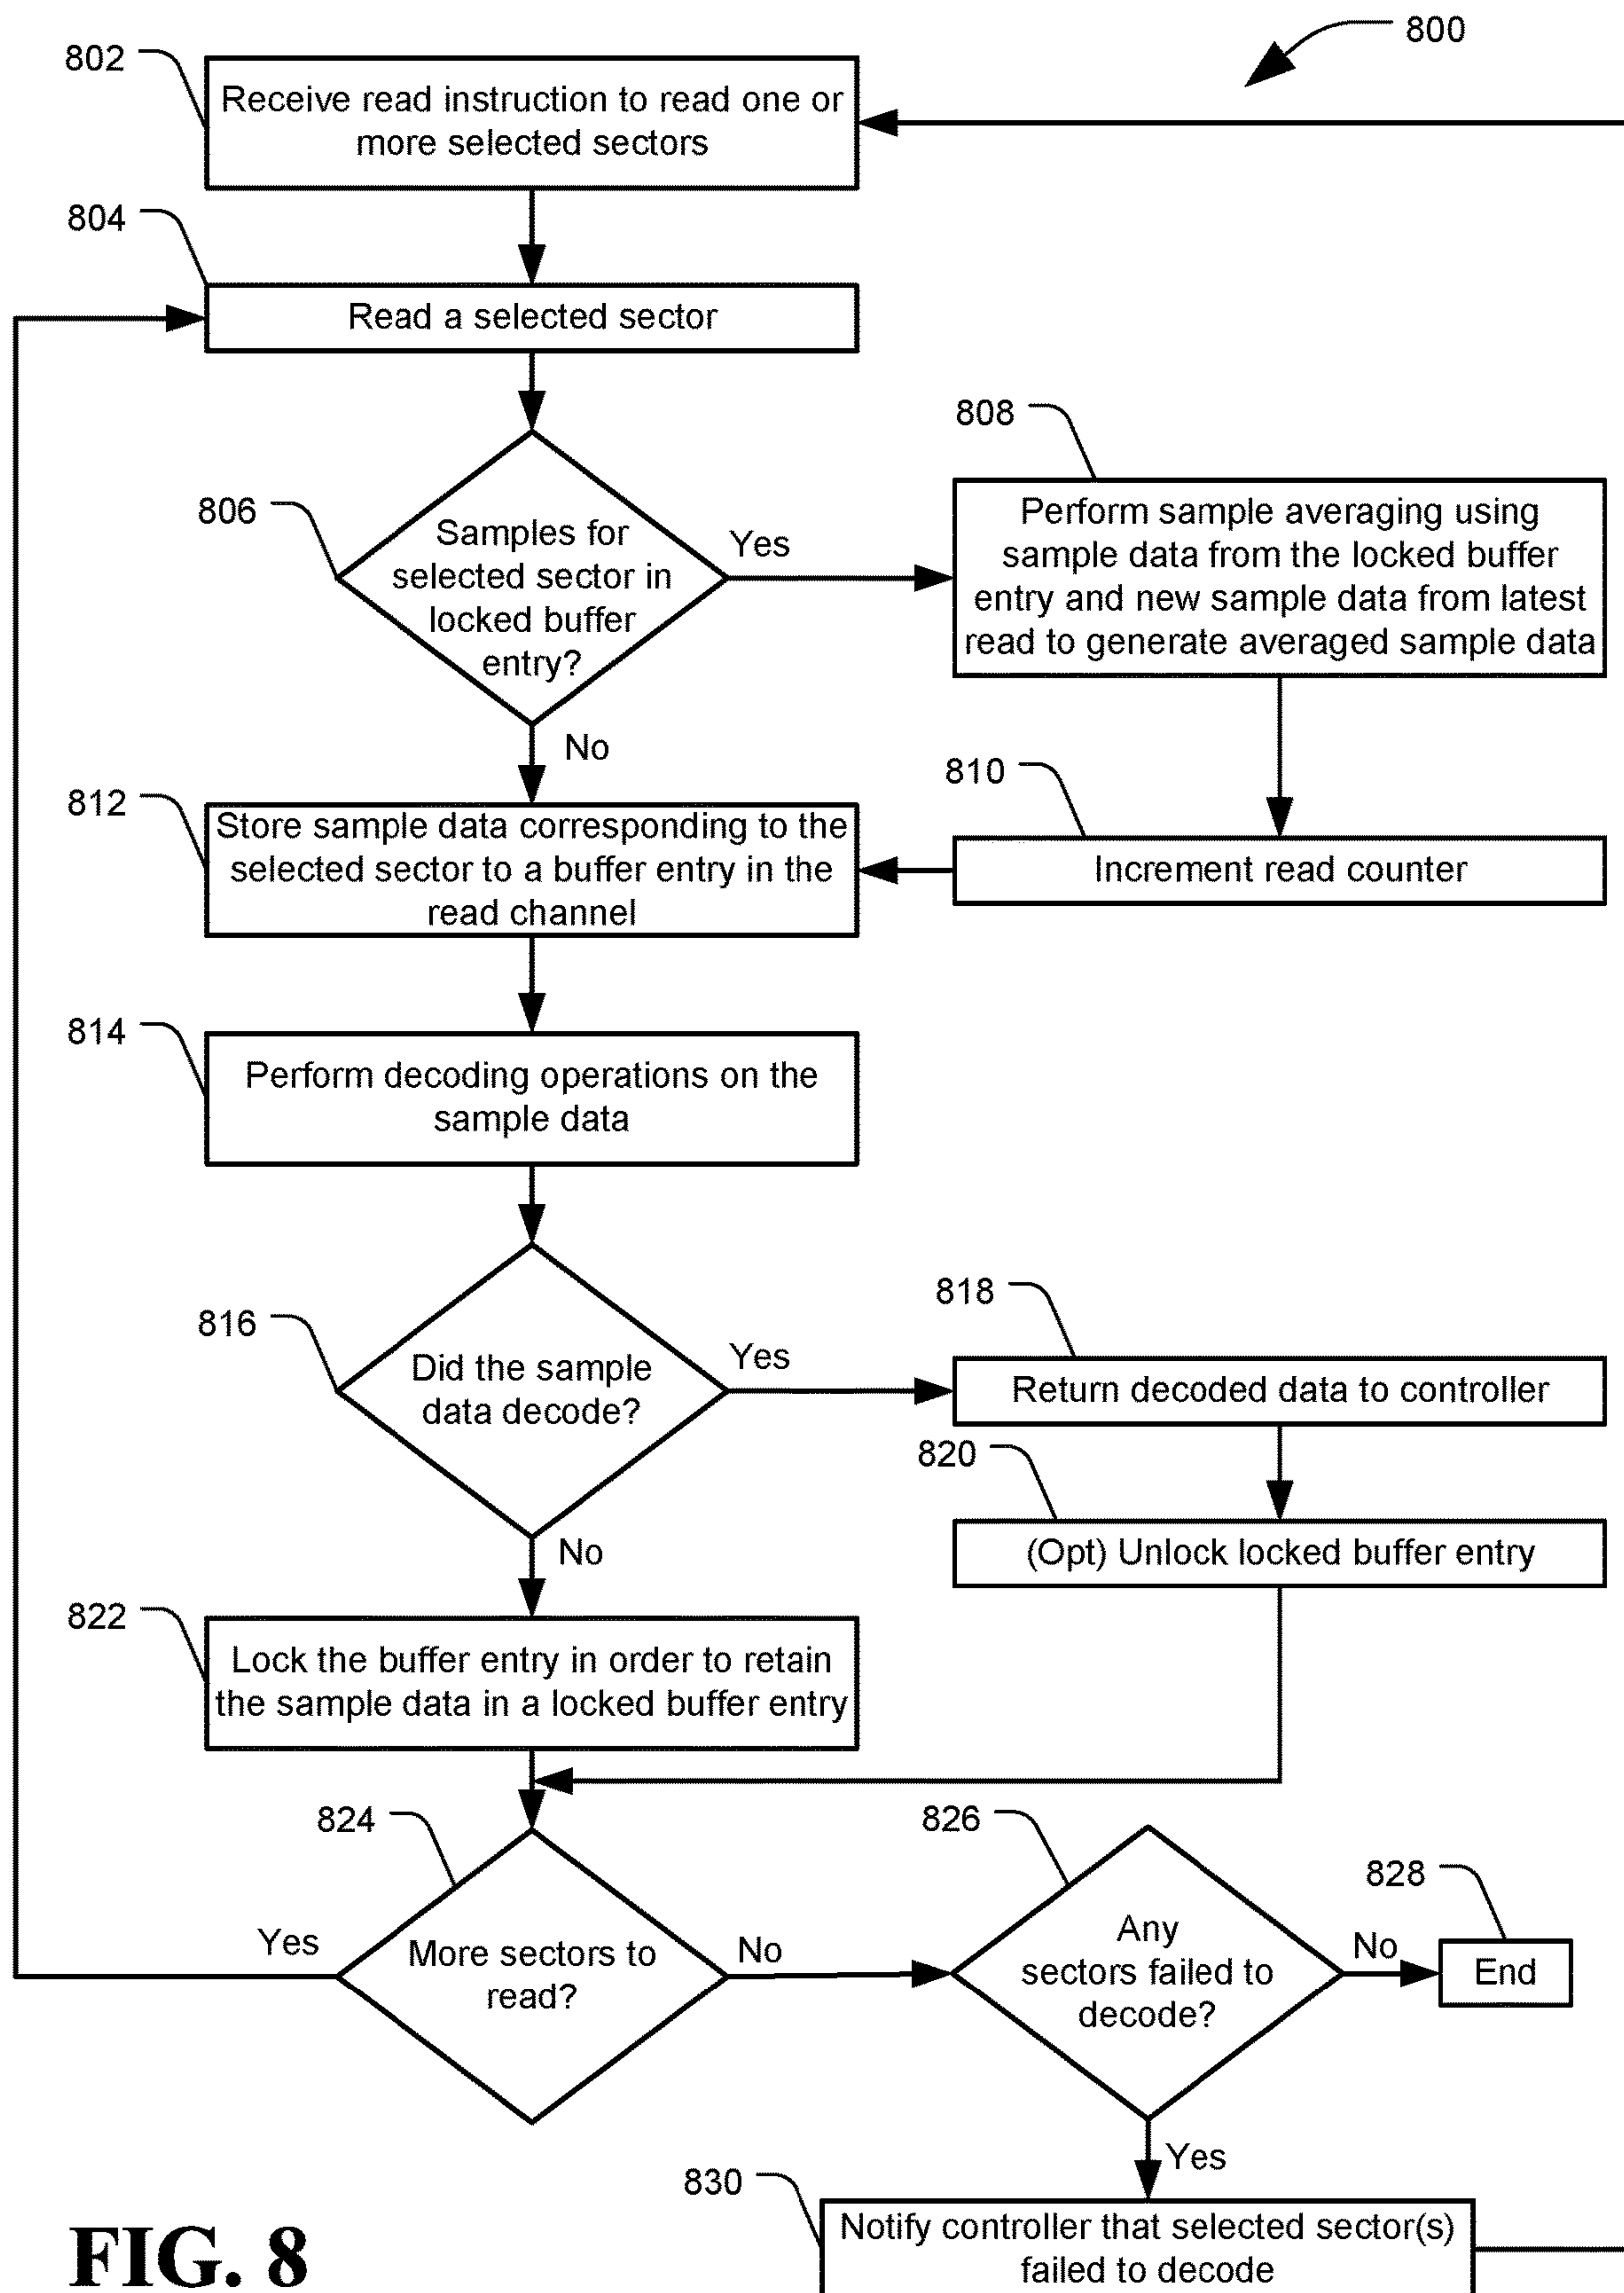 800
802
Receive read instruction to read one or
more selected sectors
804
Read a selected sector
806
Samples for
selected sector in
locked buffer
entry?
Yes
808
Perform sample averaging using
sample data from the locked buffer
entry and new sample data from latest
read to generate averaged sample data
No
810
Increment read counter
812
Store sample data corresponding to the
selected sector to a buffer entry in the
read channel
814
Perform decoding operations on the
sample data
816
Did the sample
data decode?
Yes
818
Return decoded data to controller
820
(Opt) Unlock locked buffer entry
No
822
Lock the buffer entry in order to retain
the sample data in a locked buffer entry
824
More sectors to
read?
Yes
No
826
Any
sectors failed to
decode?
No
828
End
Yes
830
Notify controller that selected sector(s)
failed to decode
FIG. 8